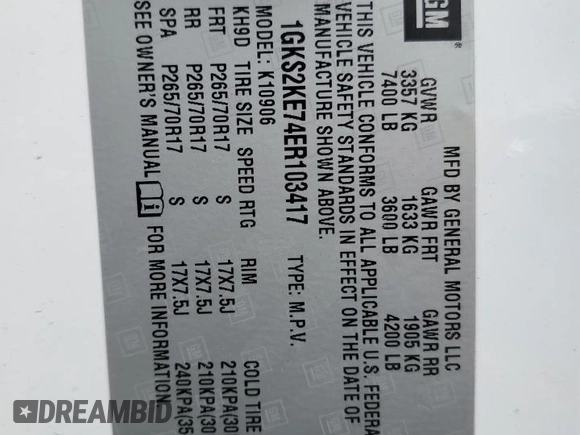 GM
®
MFD BY GENERAL MOTORS LLC
GVWR GAWR FRT GAWR RR
3357 KG 1633 KG 1905 KG
7400 LB 3600 LB 4200 LB
THIS VEHICLE CONFORMS TO ALL APPLICABLE U.S. FEDERA
VEHICLE SAFETY STANDARDS IN EFFECT ON THE DATE OF
MANUFACTURE SHOWN ABOVE.
1GKS2KE74ER103417 TYPE: M.P.V.
MODEL: K10906
KH9D TIRE SIZE SPEED RTG RIM COLD TIRE
FRT P265/70R17 S 17X7.5J 210KPA(30
RR P265/70R17 S 17X7.5J 210KPA(30
SPA P265/70R17 S 17X7.5J 240KPA(35
SEE OWNER'S MANUAL i FOR MORE INFORMATION
DREAMBID